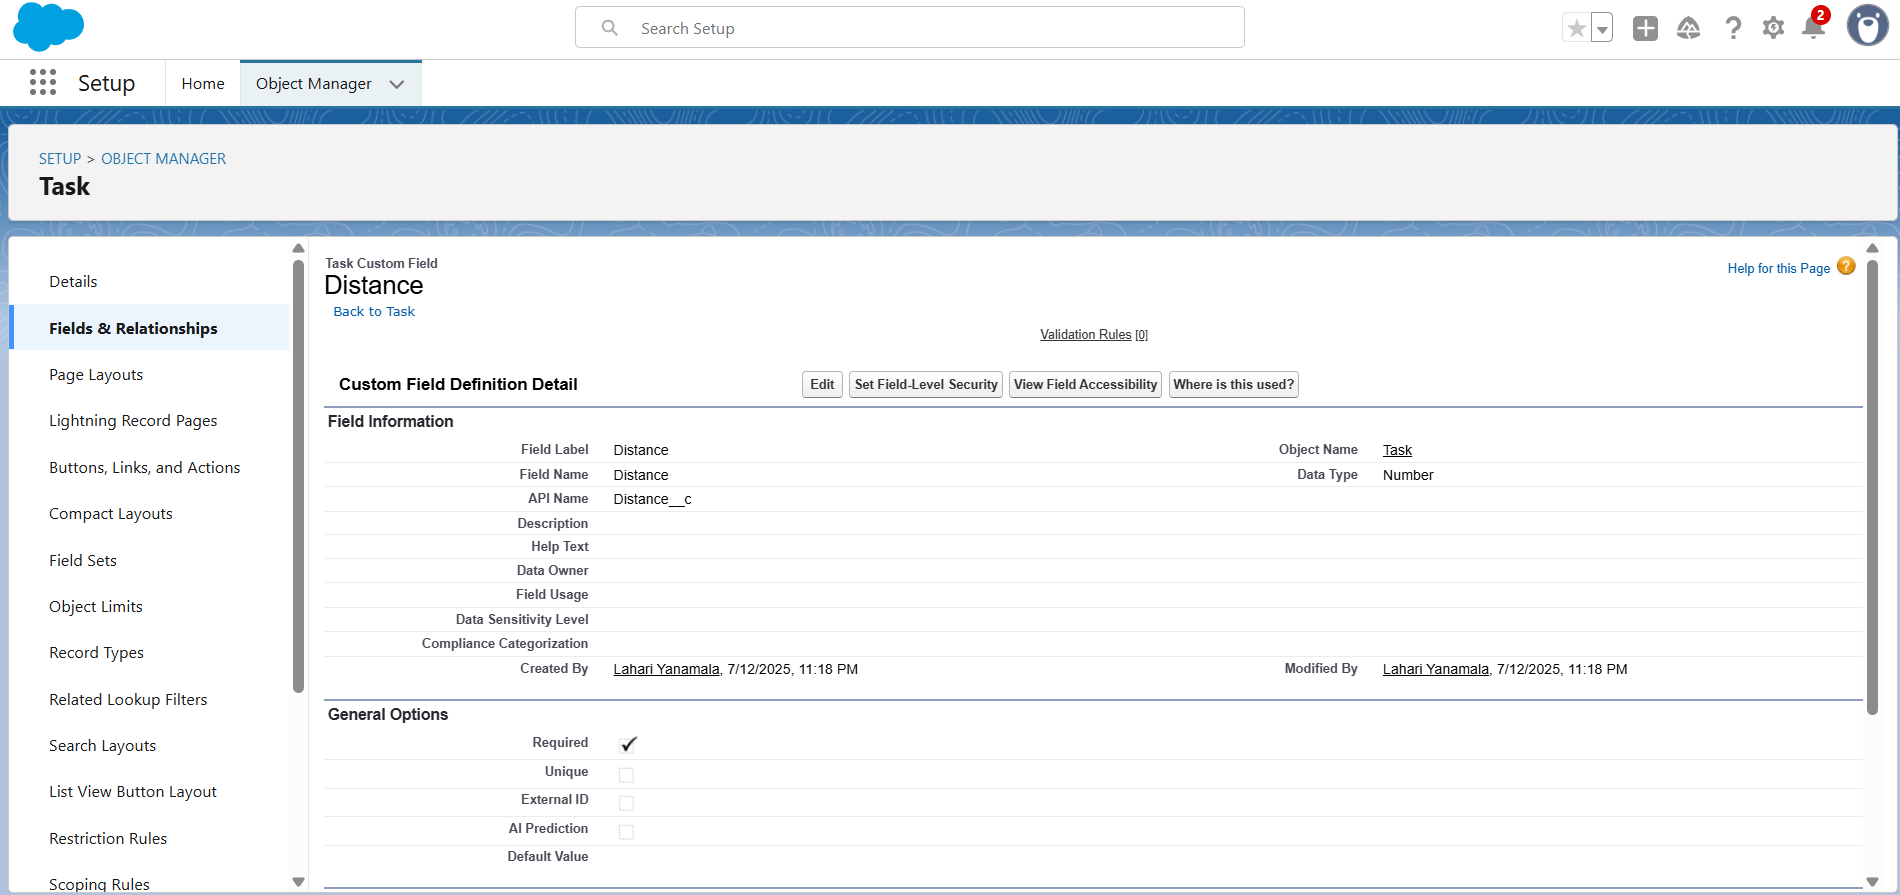 Search Setup
2
Setup
Home
Object Manager
SETUP > OBJECT MANAGER
Task
Details
Fields & Relationships
Page Layouts
Lightning Record Pages
Buttons, Links, and Actions
Compact Layouts
Field Sets
Object Limits
Record Types
Related Lookup Filters
Search Layouts
List View Button Layout
Restriction Rules
Scoping Rules
Task Custom Field
Distance
Back to Task
Help for this Page ?
Validation Rules [0]
Custom Field Definition Detail
Edit
Set Field-Level Security
View Field Accessibility
Where is this used?
Field Information
Field Label Distance Object Name Task
Field Name Distance Data Type Number
API Name Distance__c
Description
Help Text
Data Owner
Field Usage
Data Sensitivity Level
Compliance Categorization
Created By Lahari Yanamala, 7/12/2025, 11:18 PM Modified By Lahari Yanamala, 7/12/2025, 11:18 PM
General Options
Required
Unique
External ID
AI Prediction
Default Value